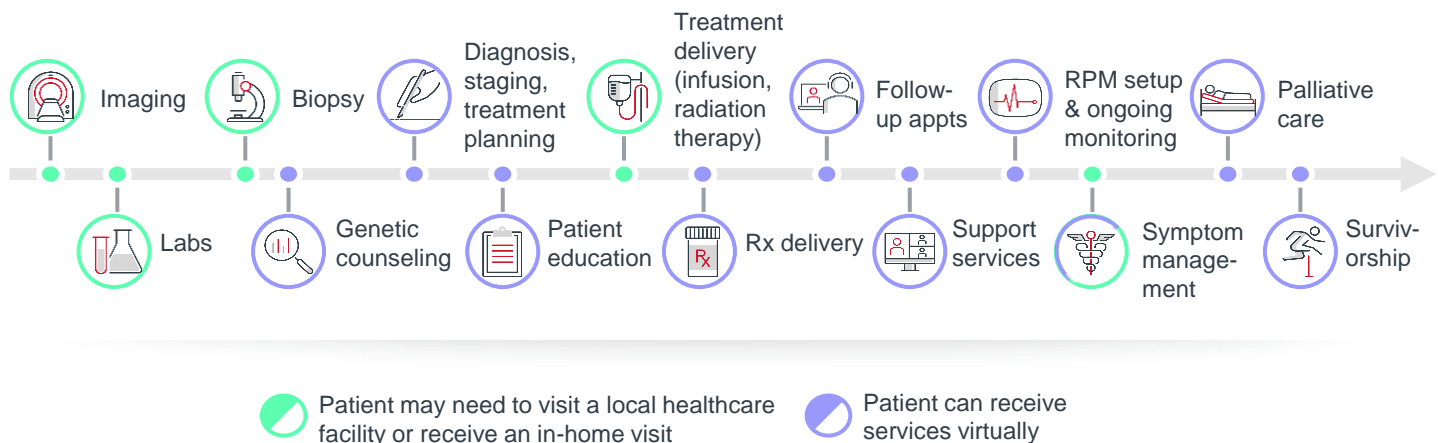 Imaging
Labs
Biopsy
Genetic
counseling
Diagnosis,
staging,
treatment
planning
Patient
education
Treatment
delivery
(infusion,
radiation
therapy)
Rx
Rx delivery
Follow-
up appts
Support
services
RPM setup
& ongoing
monitoring
Symptom
manage-
ment
Palliative
care
Surviv-
orship
Patient may need to visit a local healthcare
facility or receive an in-home visit
Patient can receive
services virtually